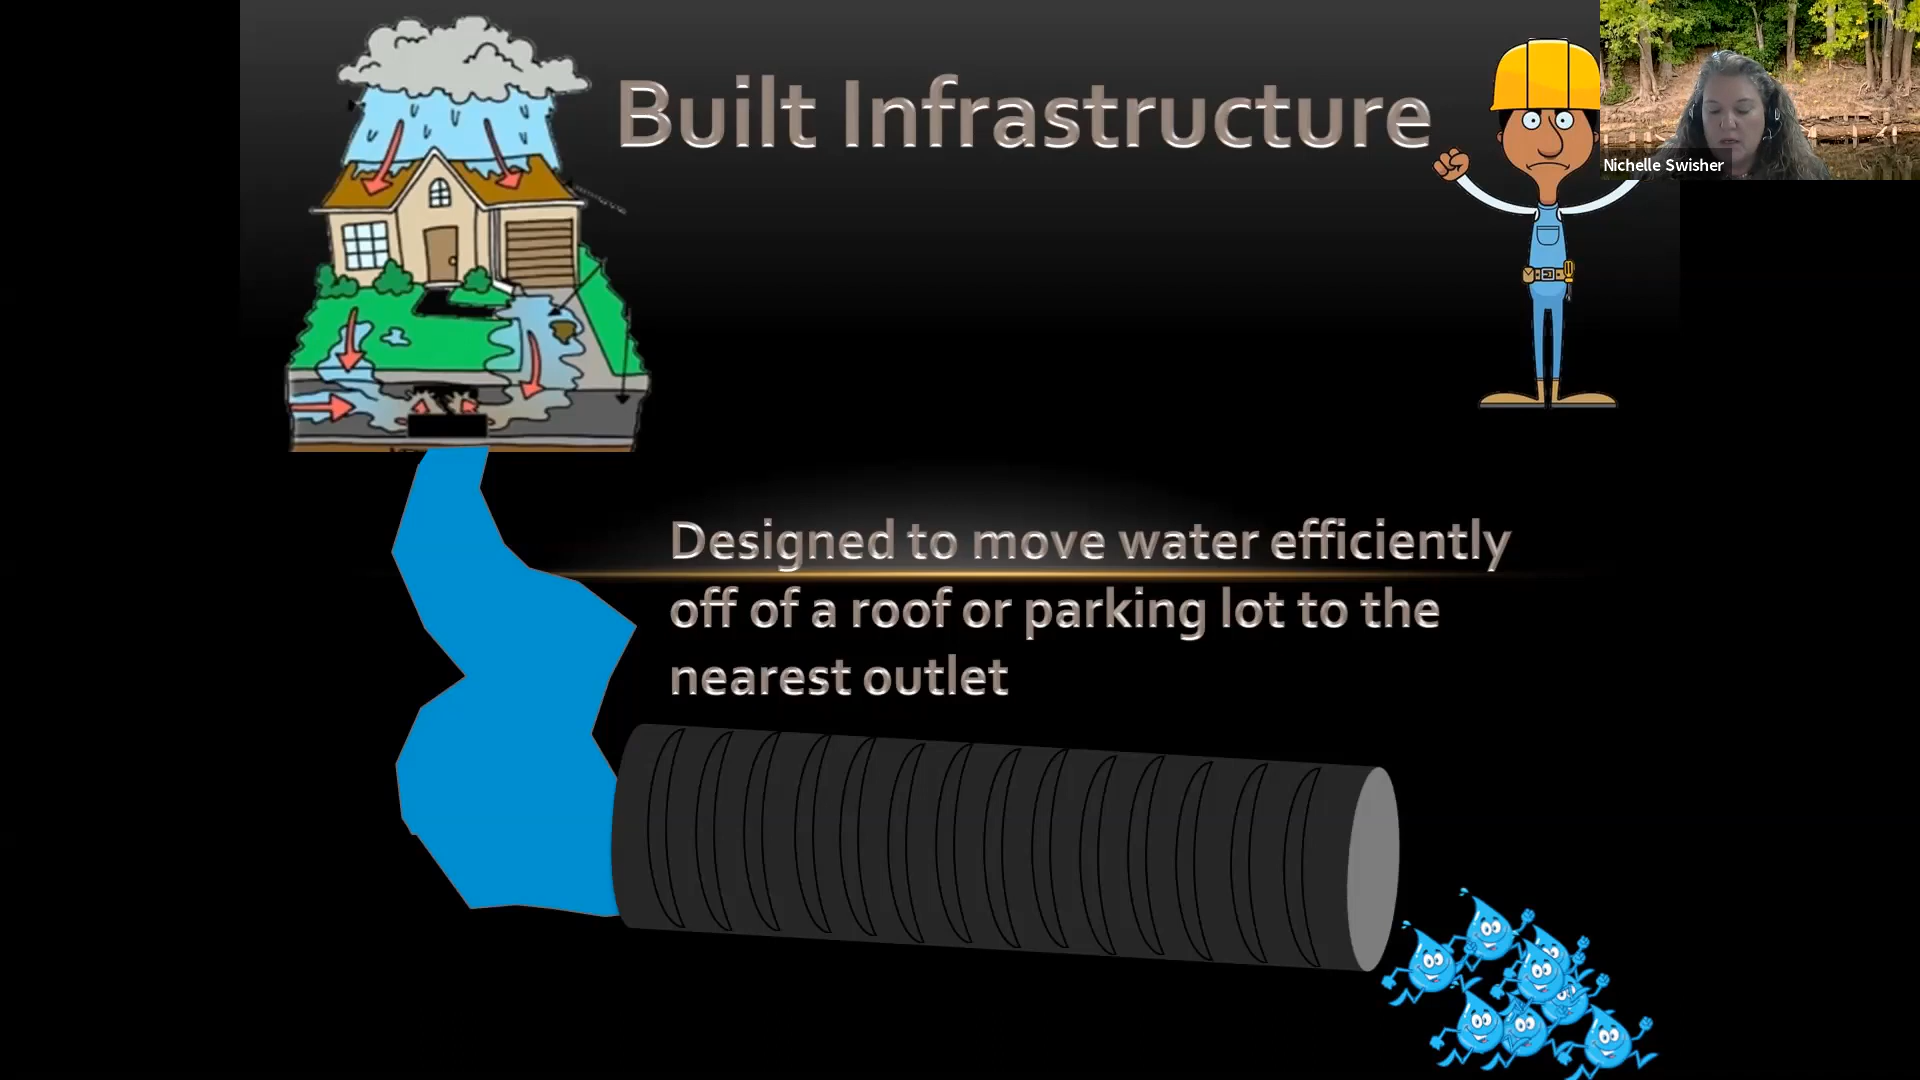 Built Infrastructure
Nichelle Swisher
Designed to move water efficiently
off of a roof or parking lot to the
nearest outlet